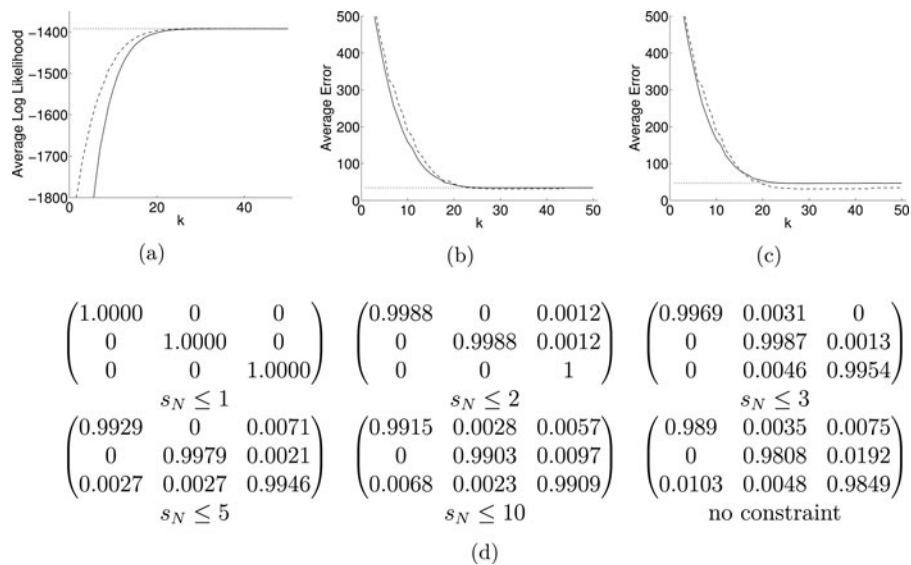 Average Log Likelihood
−1400
−1500
−1600
−1700
−1800
0 20 40
k
(a)
Average Error
500
400
300
200
100
0
0 10 20 30 40 50
k
(b)
Average Error
500
400
300
200
100
0
0 10 20 30 40 50
k
(c)
(1.0000 0 0
0 1.0000 0
0 0 1.0000)
s_N ≤ 1
(0.9988 0 0.0012
0 0.9988 0.0012
0 0 1)
s_N ≤ 2
(0.9969 0.0031 0
0 0.9987 0.0013
0 0.0046 0.9954)
s_N ≤ 3
(0.9929 0 0.0071
0 0.9979 0.0021
0.0027 0.0027 0.9946)
s_N ≤ 5
(0.9915 0.0028 0.0057
0 0.9903 0.0097
0.0068 0.0023 0.9909)
s_N ≤ 10
(0.989 0.0035 0.0075
0 0.9808 0.0192
0.0103 0.0048 0.9849)
no constraint
(d)